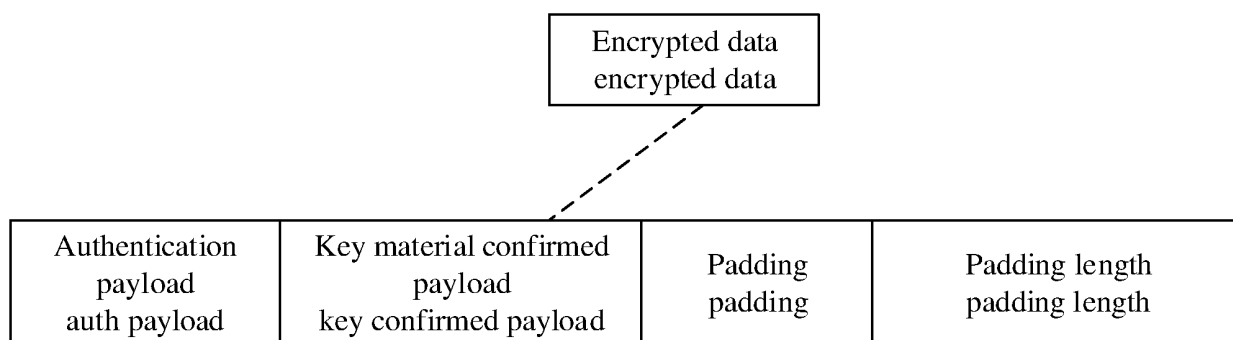 Encrypted data
encrypted data
Authentication
payload
auth payload
Key material confirmed
payload
key confirmed payload
Padding
padding
Padding length
padding length